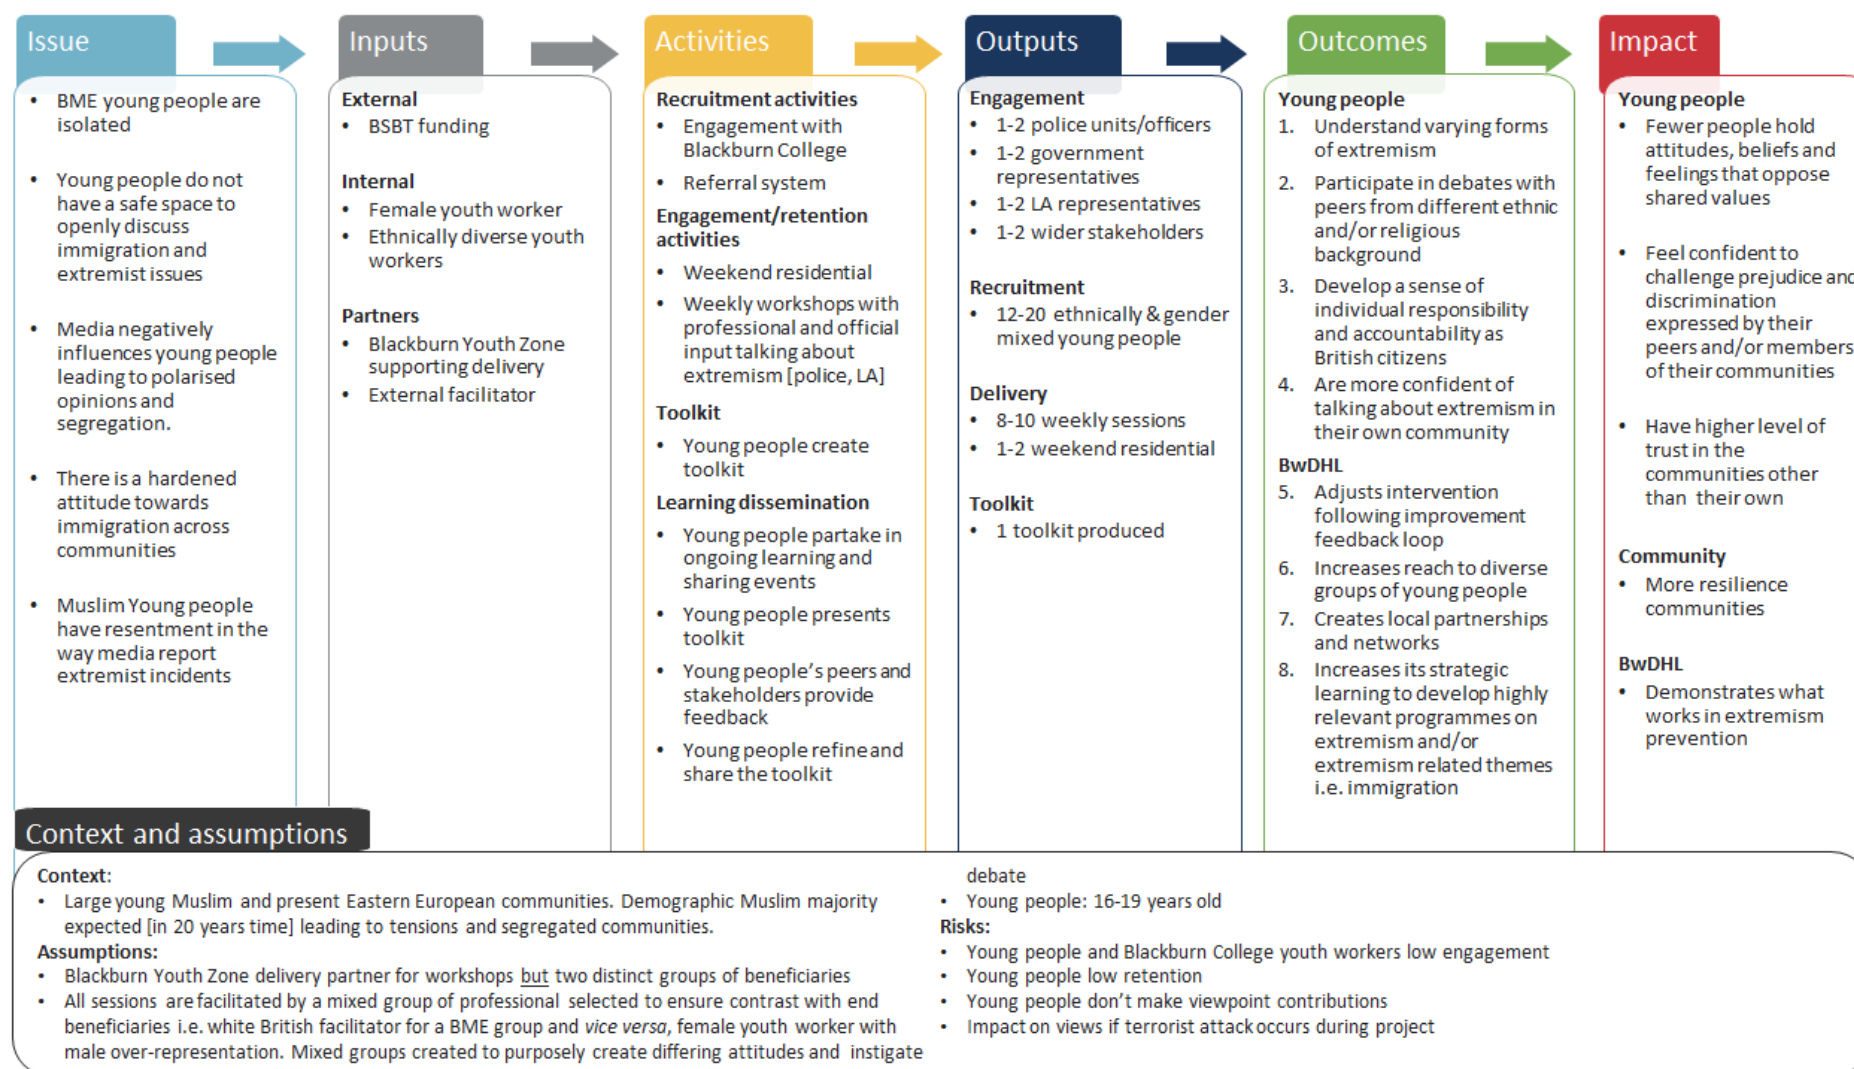 Issue
BME young people are
isolated
Young people do not
have a safe space to
openly discuss
immigration and
extremist issues
Media negatively
influences young people
leading to polarised
opinions and
segregation.
There is a hardened
attitude towards
immigration across
communities
Muslim Young people
have resentment in the
way media report
extremist incidents
Inputs
External
BSBT funding
Internal
Female youth worker
Ethnically diverse youth
workers
Partners
Blackburn Youth Zone
supporting delivery
External facilitator
Activities
Recruitment activities
Engagement with
Blackburn College
Referral system
Engagement/retention
activities
Weekend residential
Weekly workshops with
professional and official
input talking about
extremism [police, LA]
Toolkit
Young people create
toolkit
Learning dissemination
Young people partake in
ongoing learning and
sharing events
Young people presents
toolkit
Young people's peers and
stakeholders provide
feedback
Young people refine and
share the toolkit
Outputs
Engagement
1-2 police units/officers
1-2 government
representatives
1-2 LA representatives
1-2 wider stakeholders
Recruitment
12-20 ethnically & gender
mixed young people
Delivery
8-10 weekly sessions
1-2 weekend residential
Toolkit
1 toolkit produced
Outcomes
Young people
1. Understand varying forms
of extremism
2. Participate in debates with
peers from different ethnic
and/or religious
background
3. Develop a sense of
individual responsibility
and accountability as
British citizens
4. Are more confident of
talking about extremism in
their own community
BwDHL
5. Adjusts intervention
following improvement
feedback loop
6. Increases reach to diverse
groups of young people
7. Creates local partnerships
and networks
8. Increases its strategic
learning to develop highly
relevant programmes on
extremism and/or
extremism related themes
i.e. immigration
Impact
Young people
Fewer people hold
attitudes, beliefs and
feelings that oppose
shared values
Feel confident to
challenge prejudice and
discrimination
expressed by their
peers and/or members
of their communities
Have higher level of
trust in the
communities other
than their own
Community
More resilience
communities
BwDHL
Demonstrates what
works in extremism
prevention
Context and assumptions
Context:
Large young Muslim and present Eastern European communities. Demographic Muslim majority
expected [in 20 years time] leading to tensions and segregated communities.
Assumptions:
Blackburn Youth Zone delivery partner for workshops but two distinct groups of beneficiaries
All sessions are facilitated by a mixed group of professional selected to ensure contrast with end
beneficiaries i.e. white British facilitator for a BME group and vice versa, female youth worker with
male over-representation. Mixed groups created to purposely create differing attitudes and instigate
debate
Young people: 16-19 years old
Risks:
Young people and Blackburn College youth workers low engagement
Young people low retention
Young people don't make viewpoint contributions
Impact on views if terrorist attack occurs during project